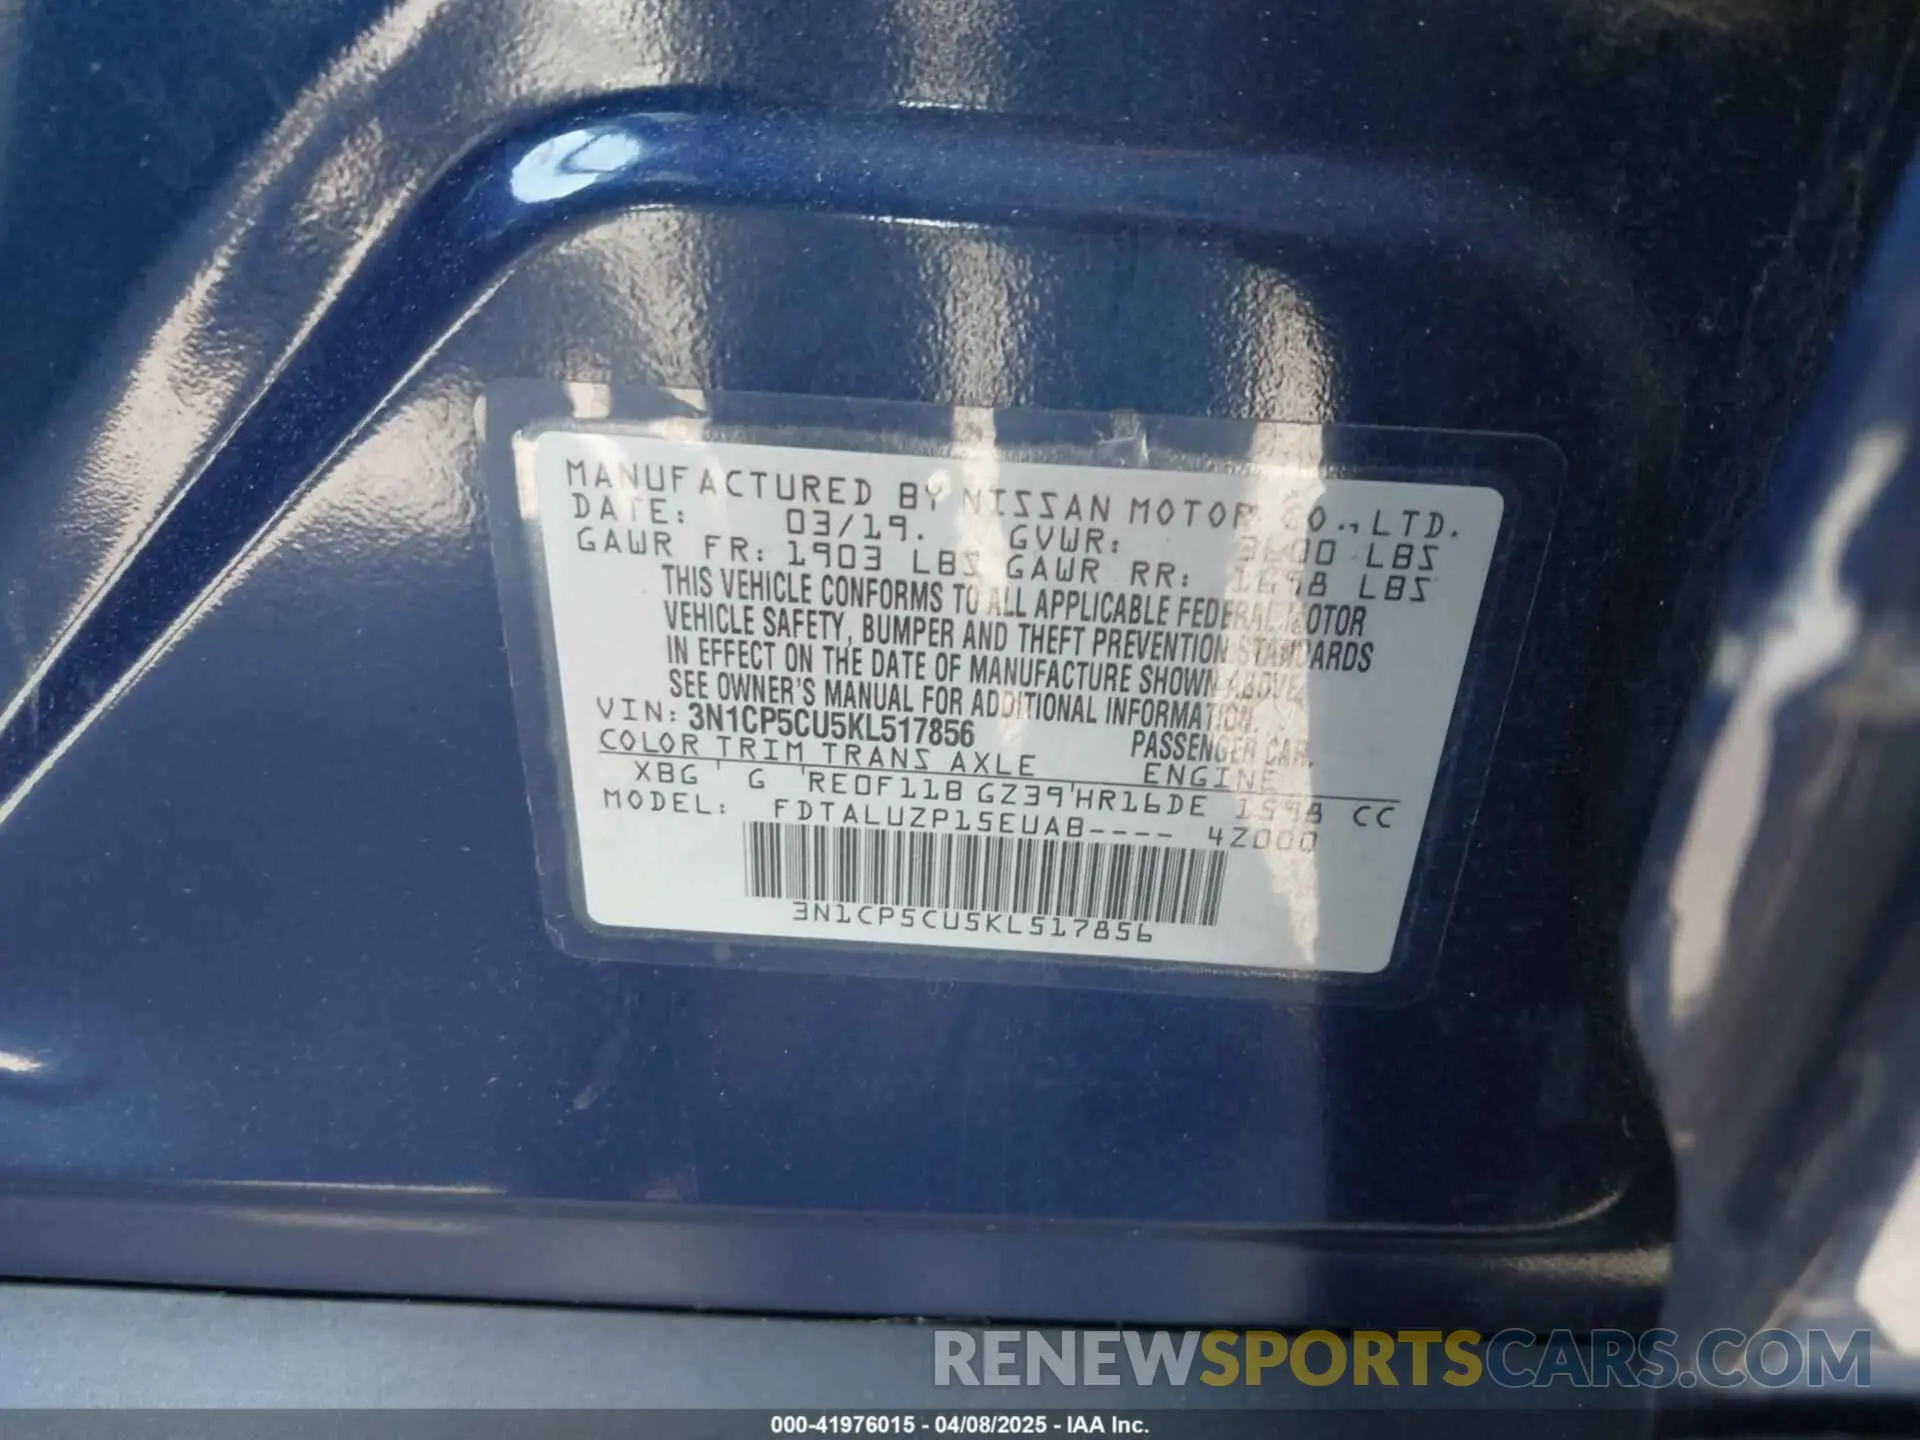 MANUFACTURED BY NISSAN MOTOR CO., LTD.
DATE: 03/19. GVWR: 3600 LBS
GAWR FR: 1903 LBS GAWR RR: 1698 LBS
THIS VEHICLE CONFORMS TO ALL APPLICABLE FEDERAL MOTOR
VEHICLE SAFETY, BUMPER AND THEFT PREVENTION STANDARDS
IN EFFECT ON THE DATE OF MANUFACTURE SHOWN ABOVE.
SEE OWNER'S MANUAL FOR ADDITIONAL INFORMATION.
VIN: 3N1CP5CU5KL517856 PASSENGER CAR.
COLOR TRIM TRANS AXLE ENGINE
XBG ' G 'RE0F11B GZ39'HR16DE 1598 CC
MODEL: FDTALUZP15EUAB---- 4Z000
3N1CP5CU5KL517856
RENEWSPORTSCARS.COM
000-41976015 - 04/08/2025 - IAA Inc.